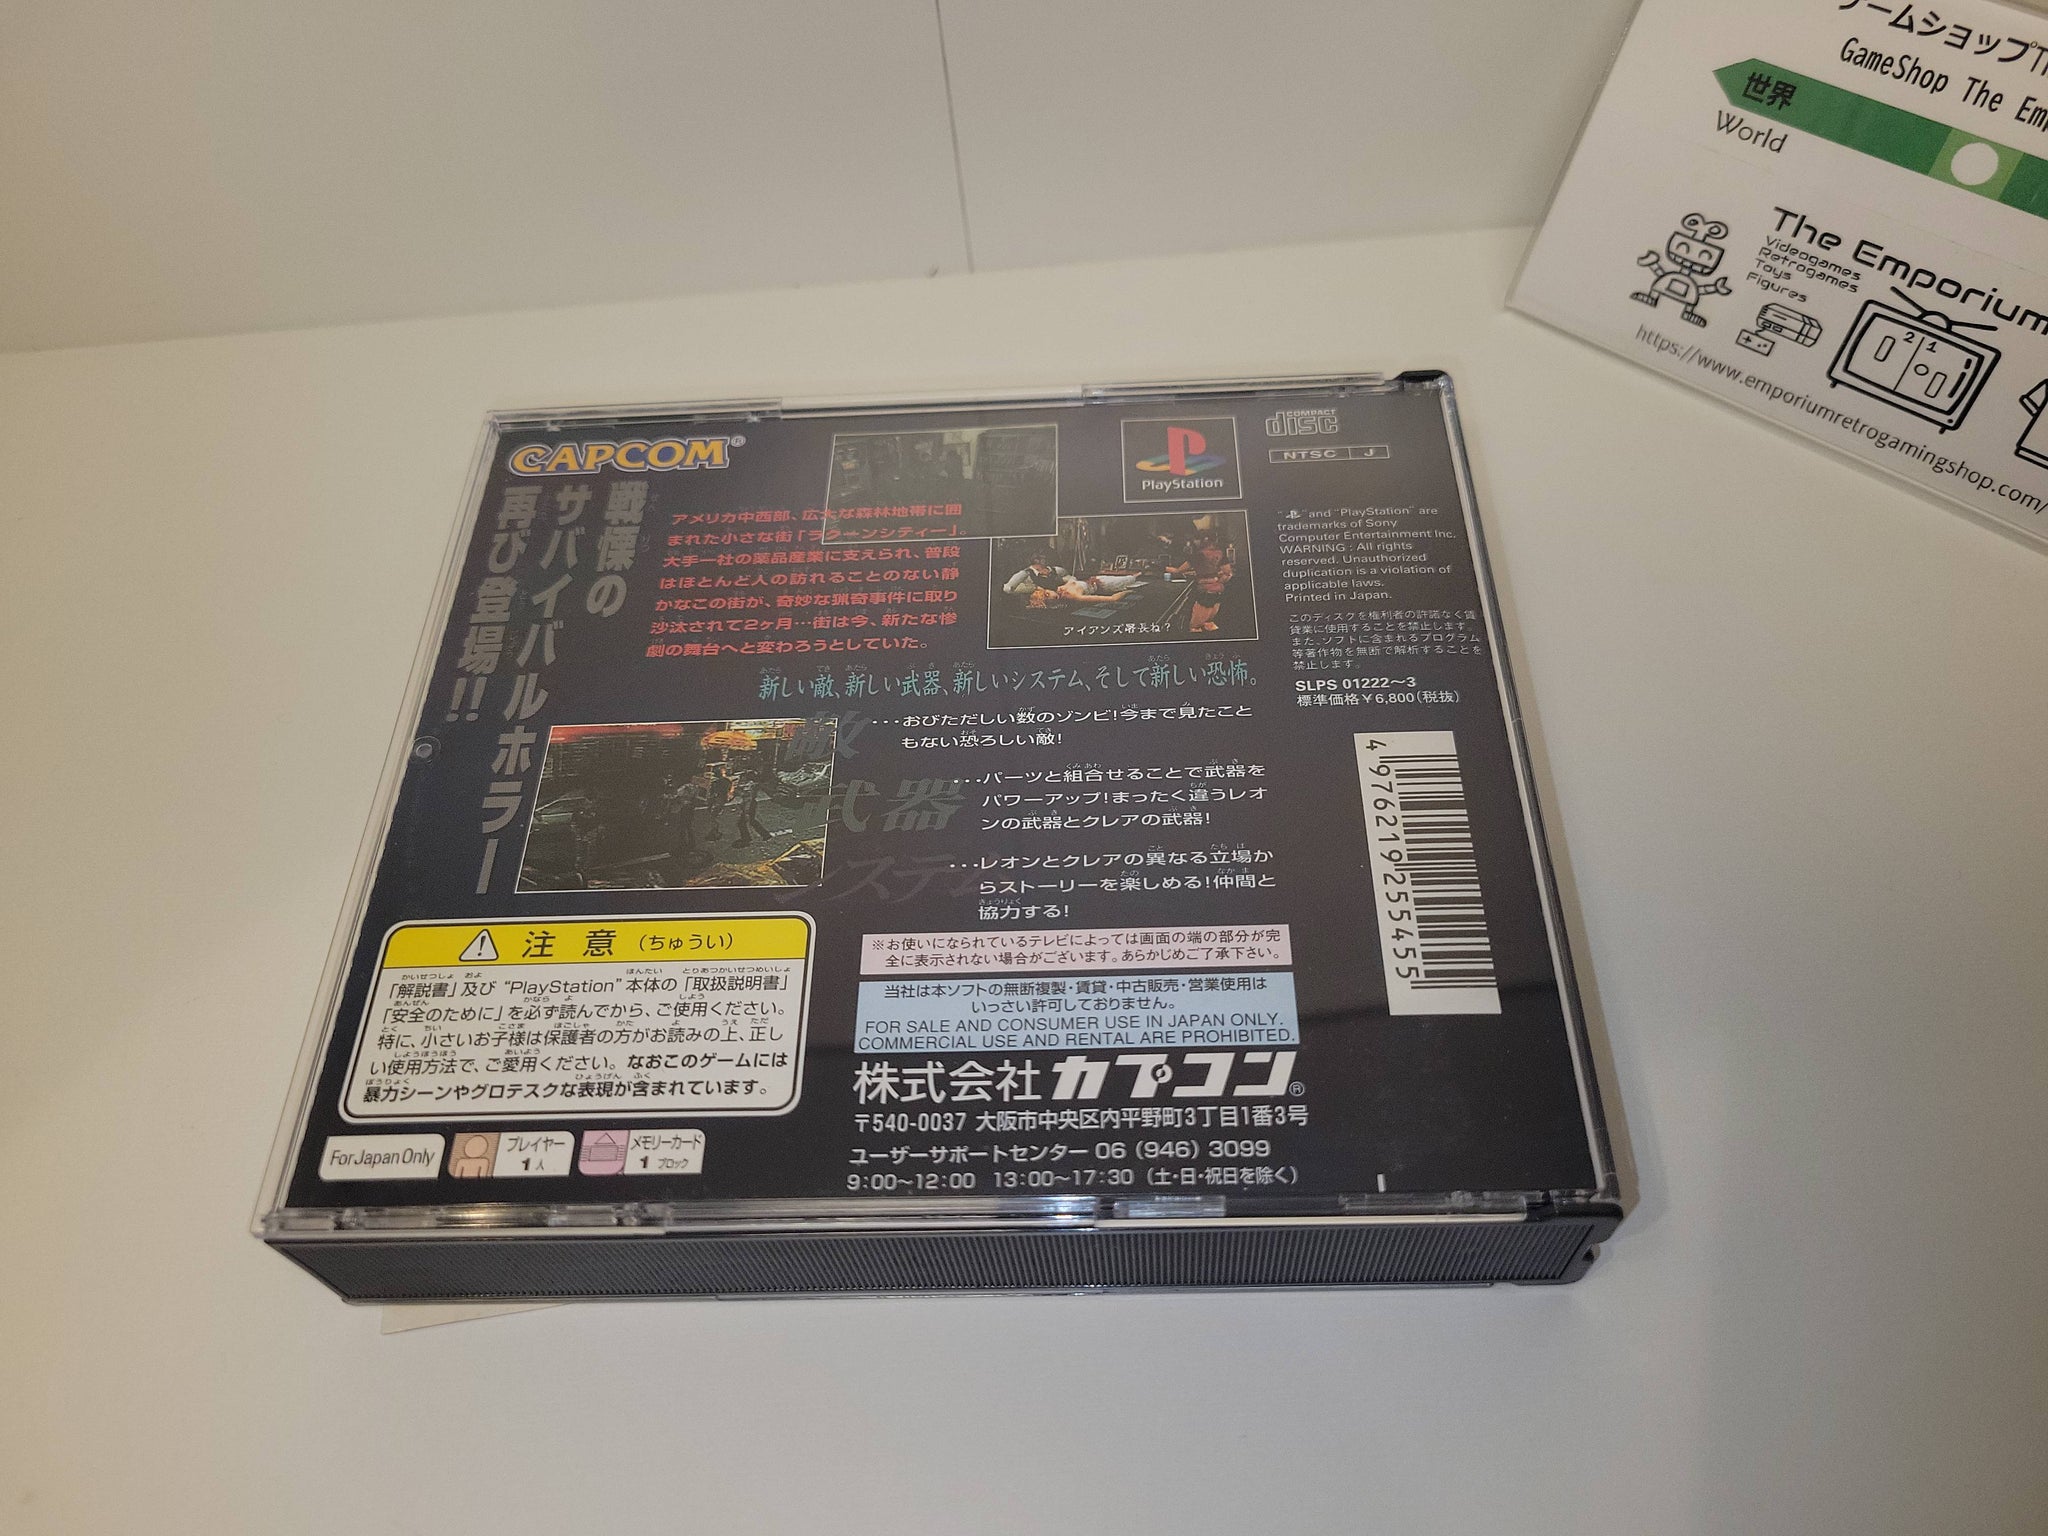 ゲームショップTh
GameShop The Emp
世界
World
The Emporium
Videogames
Retrogames
Toys
Figures
2 1
https://www.emporiumretrogamingshop.com/
CAPCOM®
戦慄の
サバイバルホラー
再び登場!!
アメリカ中西部、広大な森林地帯に囲
まれた小さな街「ラクーンシティー」。
大手一社の薬品産業に支えられ、普段
はほとんど人の訪れることのない静
かなこの街が、奇妙な猟奇事件に取り
沙汰されて2ヶ月…街は今、新たな惨
劇の舞台へと変わろうとしていた。
PlayStation
COMPACT
disc
NTSC J
アイアンズ署長ね?
" " and "PlayStation" are
trademarks of Sony
Computer Entertainment Inc.
WARNING : All rights
reserved. Unauthorized
duplication is a violation of
applicable laws.
Printed in Japan.
このディスクを権利者の許諾なく賃
貸業に使用することを禁止します。
また、ソフトに含まれるプログラム
等著作物を無断で解析することを
禁止します。
SLPS 01222〜3
標準価格¥6,800(税抜)
新しい敵、新しい武器、新しいシステム、そして新しい恐怖。
敵
…おびただしい数のゾンビ!今まで見たこと
もない恐ろしい敵!
武器
…パーツと組合せることで武器を
パワーアップ!まったく違うレオ
ンの武器とクレアの武器!
システム
…レオンとクレアの異なる立場か
らストーリーを楽しめる!仲間と
協力する!
4976219255455
注意(ちゅうい)
「解説書」及び"PlayStation"本体の「取扱説明書」
「安全のために」を必ず読んでから、ご使用ください。
特に、小さいお子様は保護者の方がお読みの上、正し
い使用方法で、ご愛用ください。なおこのゲームには
暴力シーンやグロテスクな表現が含まれています。
※お使いになられているテレビによっては画面の端の部分が完
全に表示されない場合がございます。あらかじめご了承下さい。
当社は本ソフトの無断複製・賃貸・中古販売・営業使用は
いっさい許可しておりません。
FOR SALE AND CONSUMER USE IN JAPAN ONLY.
COMMERCIAL USE AND RENTAL ARE PROHIBITED.
株式会社カプコン®
〒540-0037 大阪市中央区内平野町3丁目1番3号
ユーザーサポートセンター 06 (946) 3099
9:00〜12:00 13:00〜17:30 (土・日・祝日を除く)
For Japan Only
プレイヤー
1人
メモリーカード
1 ブロック